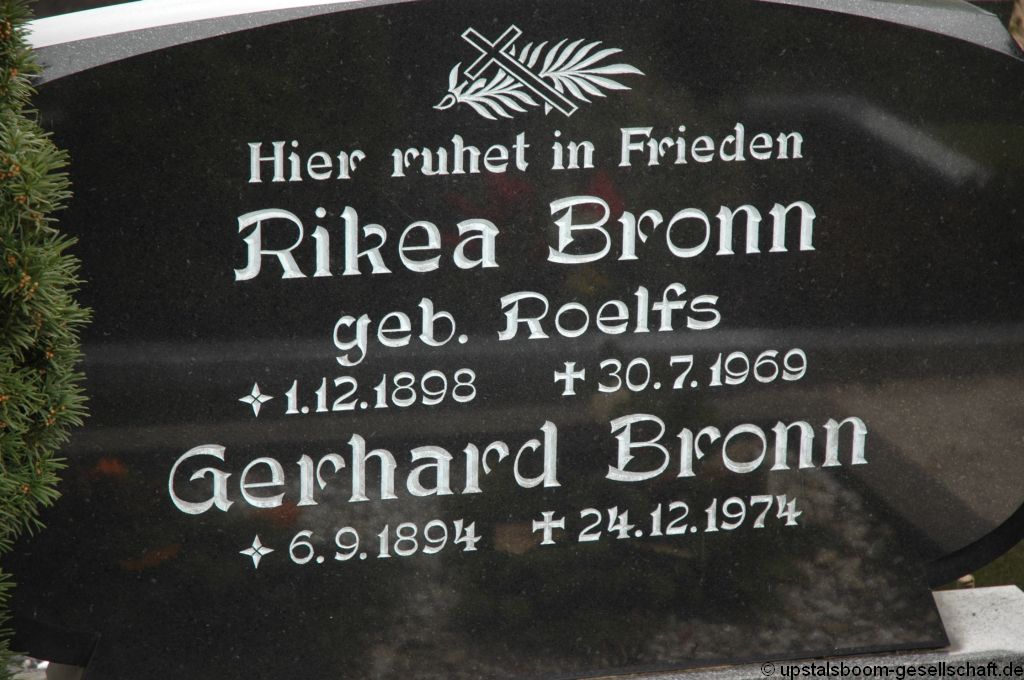 Hier ruhet in Frieden
Rikea Bronn
geb. Roelfs
1.12.1898 30.7.1969
Gerhard Bronn
6.9.1894 24.12.1974
© upstalsboom-gesellschaft.de